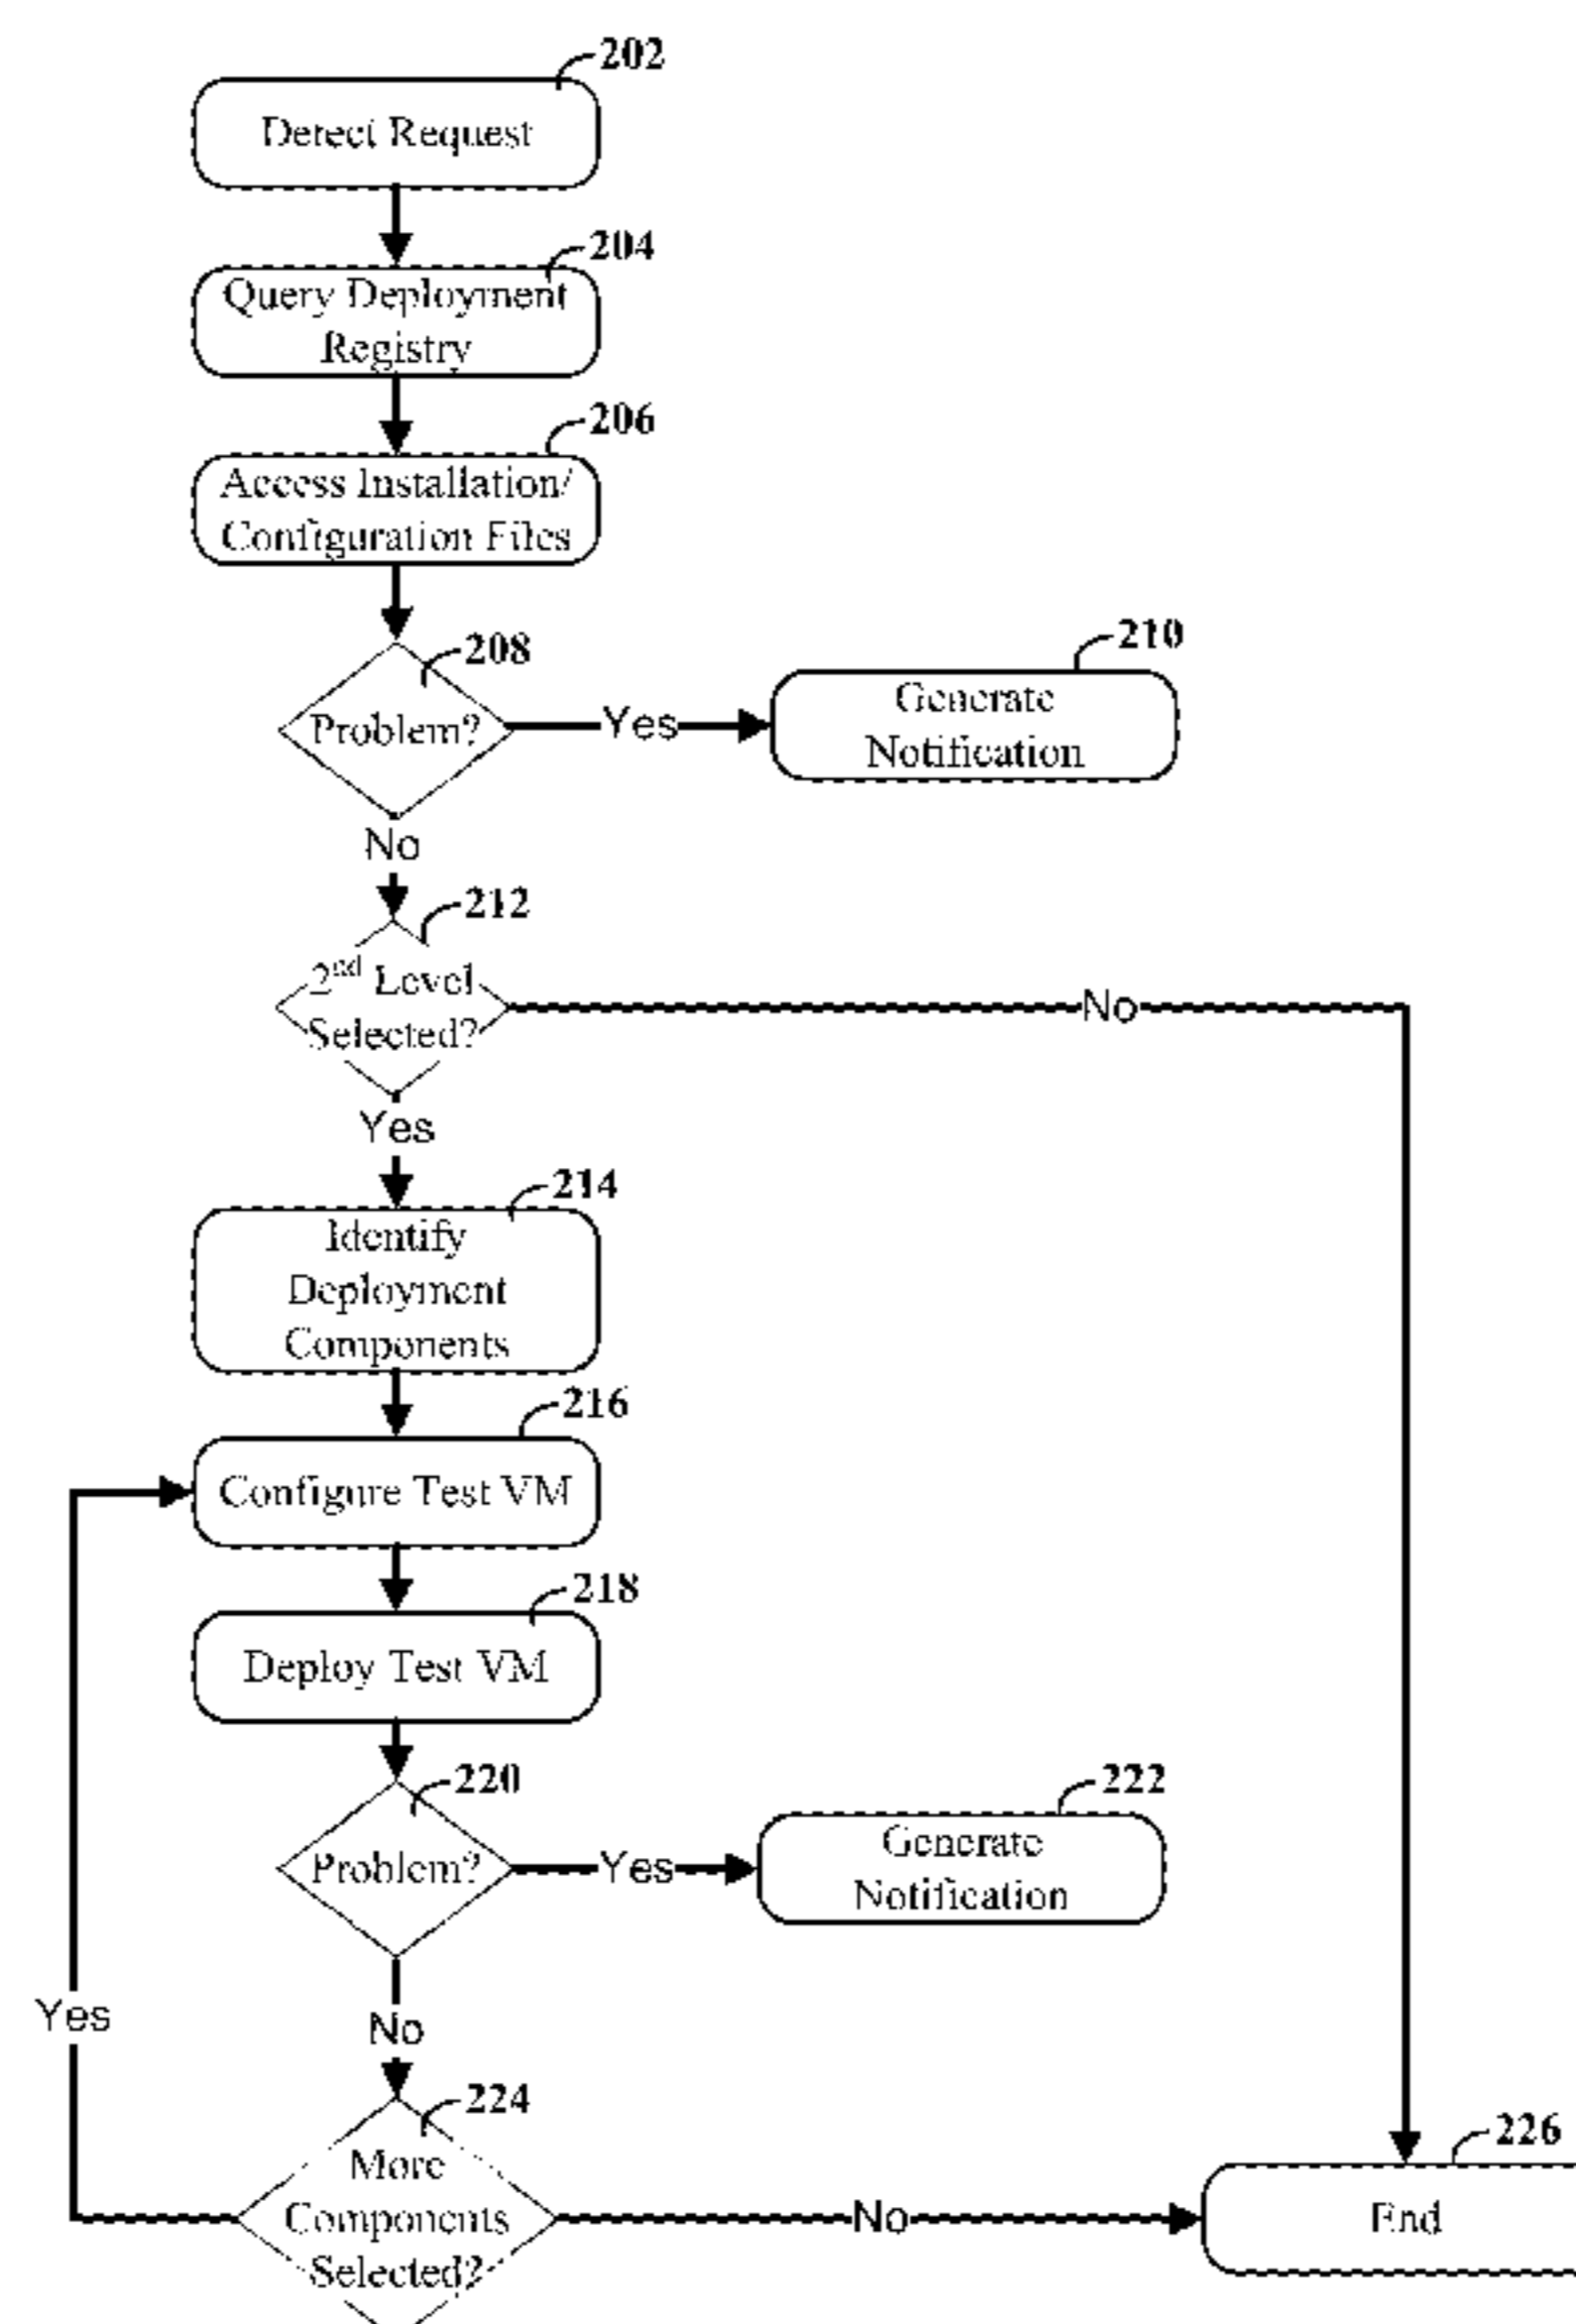 202
Detect Request
204
Query Deployment
Registry
206
Access Installation/
Configuration Files
208
Problem?
Yes
210
Generate
Notification
No
212
2nd Level
Selected?
No
Yes
214
Identify
Deployment
Components
216
Configure Test VM
218
Deploy Test VM
220
Problem?
Yes
222
Generate
Notification
Yes
No
224
More
Components
Selected?
No
226
End